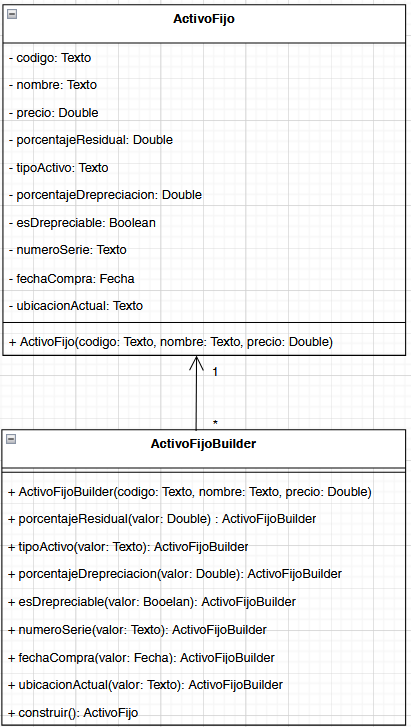 ActivoFijo
- codigo: Texto
- nombre: Texto
- precio: Double
- porcentajeResidual: Double
- tipoActivo: Texto
- porcentajeDrepreciacion: Double
- esDrepreciable: Boolean
- numeroSerie: Texto
- fechaCompra: Fecha
- ubicacionActual: Texto
+ ActivoFijo(codigo: Texto, nombre: Texto, precio: Double)
1
*
ActivoFijoBuilder
+ ActivoFijoBuilder(codigo: Texto, nombre: Texto, precio: Double)
+ porcentajeResidual(valor: Double) : ActivoFijoBuilder
+ tipoActivo(valor: Texto): ActivoFijoBuilder
+ porcentajeDrepreciacion(valor: Double): ActivoFijoBuilder
+ esDrepreciable(valor: Booelan): ActivoFijoBuilder
+ numeroSerie(valor: Texto): ActivoFijoBuilder
+ fechaCompra(valor: Fecha): ActivoFijoBuilder
+ ubicacionActual(valor: Texto): ActivoFijoBuilder
+ construir(): ActivoFijo